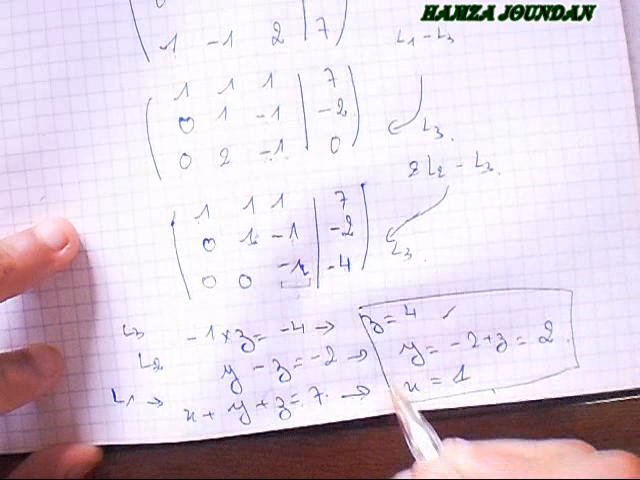 HAMZA JOUNDAN
1 -1 2 | 7
L1 - L3
1 1 1 | 7
0 1 -1 | -2
0 2 -1 | 0
L3.
2L2 - L3.
1 1 1 | 7
0 1 -1 | -2
0 0 -1 | -4
L3.
L3 -1 × z = -4 → z = 4 ✓
L2 y - z = -2 → y = -2 + z = 2
L1 → x + y + z = 7. → x = 1